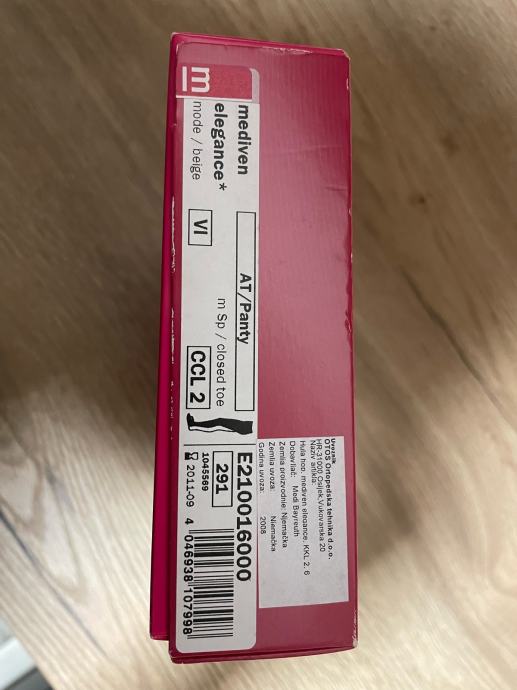 m
mediven
elegance*
mode / beige
VI
AT/Panty
m Sp / closed toe
CCL 2
E210016000
291
1045569
2011-09
4 046938 107998
Uvoznik
OTOS Ortopedska tehnika d.o.o.
HR-31000 Osijek, Vukovarska 20
Naziv artikla:
Hula hop. mediven elegance, KKL 2, 6
Dobavljač: Medi Bayreuth
Zemlja proizvodnje: Njemačka
Zemlja uvoza: Njemačka
Godina uvoza: 2008